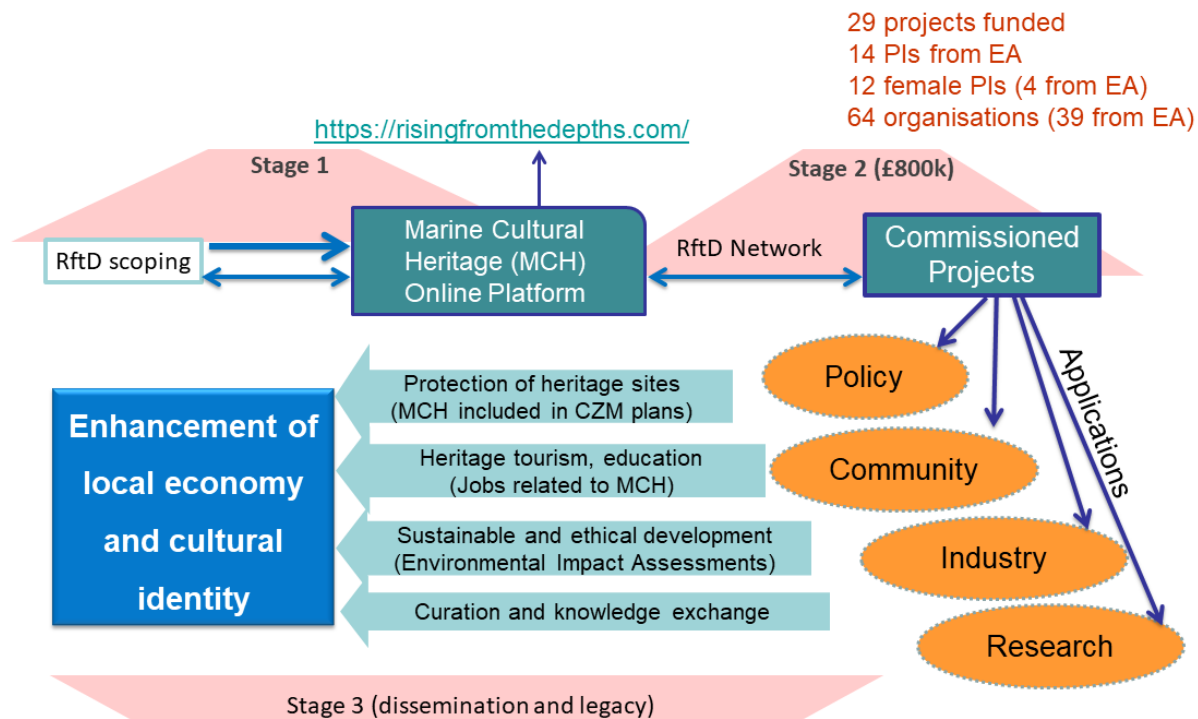 29 projects funded
14 PIs from EA
12 female PIs (4 from EA)
64 organisations (39 from EA)
https://risingfromthedepths.com/
Stage 1
Stage 2 (£800k)
RftD scoping
Marine Cultural
Heritage (MCH)
Online Platform
RftD Network
Commissioned
Projects
Applications
Policy
Community
Industry
Research
Protection of heritage sites
(MCH included in CZM plans)
Heritage tourism, education
(Jobs related to MCH)
Sustainable and ethical development
(Environmental Impact Assessments)
Curation and knowledge exchange
Enhancement of
local economy
and cultural
identity
Stage 3 (dissemination and legacy)